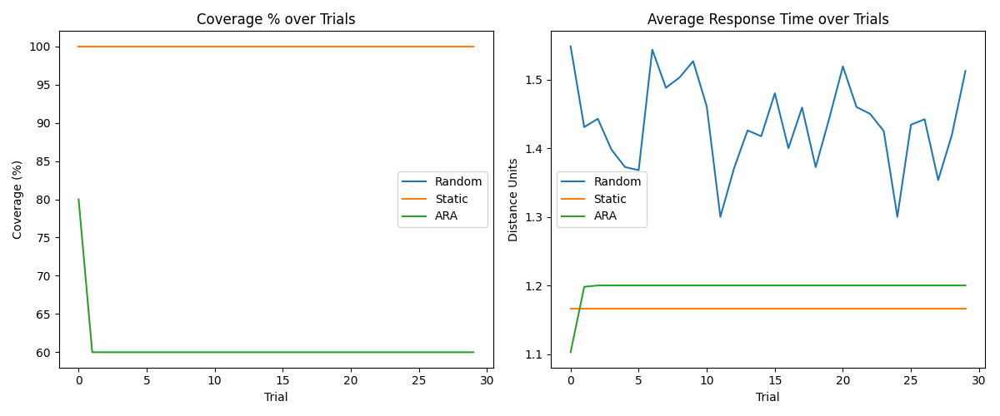 Coverage % over Trials
Coverage (%)
100
95
90
85
80
75
70
65
60
Random
Static
ARA
0
5
10
15
20
25
30
Trial
Average Response Time over Trials
Distance Units
1.5
1.4
1.3
1.2
1.1
Random
Static
ARA
0
5
10
15
20
25
30
Trial